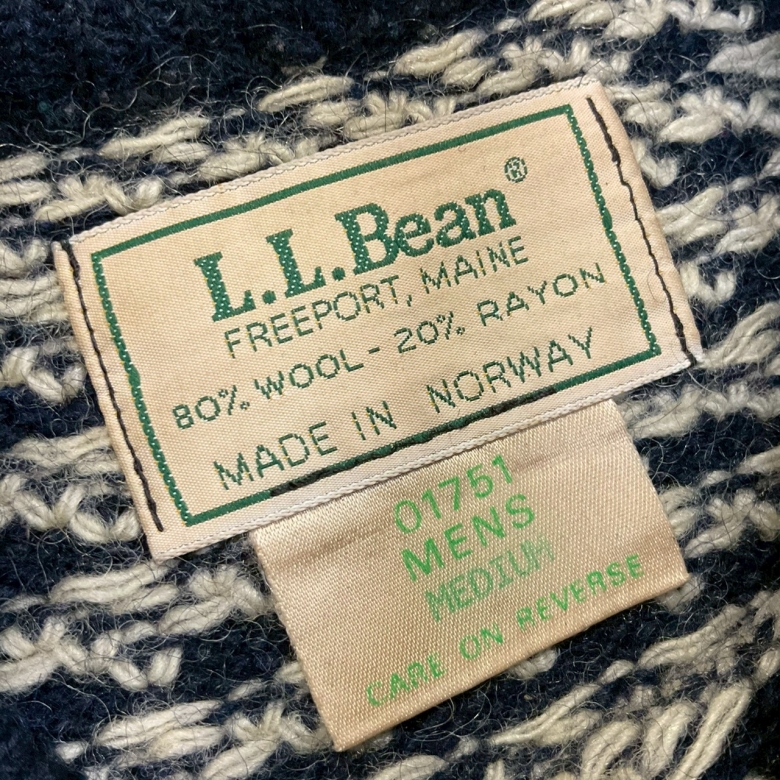 L.L.Bean®
FREEPORT, MAINE
80% WOOL - 20% RAYON
MADE IN NORWAY
01751
MENS
MEDIUM
CARE ON REVERSE